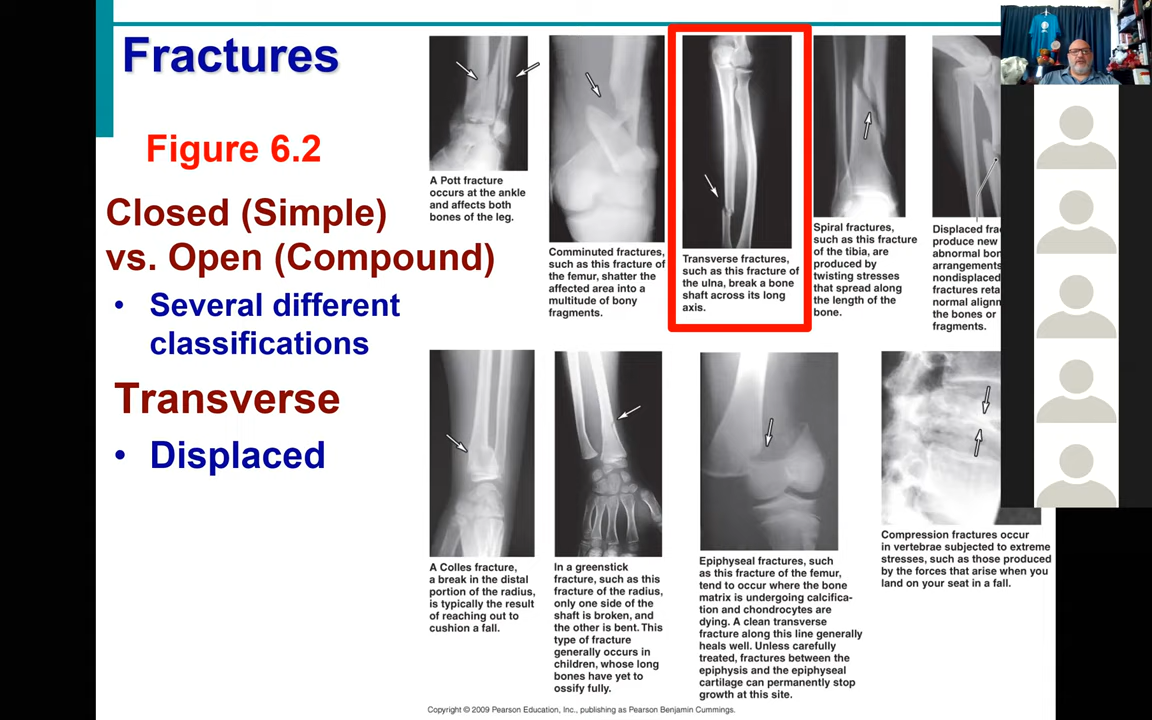 Fractures
Figure 6.2
Closed (Simple)
vs. Open (Compound)
• Several different
classifications
Transverse
• Displaced
A Pott fracture
occurs at the ankle
and affects both
bones of the leg.
Comminuted fractures,
such as this fracture of
the femur, shatter the
affected area into a
multitude of bony
fragments.
Transverse fractures,
such as this fracture of
the ulna, break a bone
shaft across its long
axis.
Spiral fractures,
such as this fracture
of the tibia, are
produced by
twisting stresses
that spread along
the length of the
bone.
Displaced
produce new
abnormal
arrangements
nondisplaced
fractures
normal
the bones or
fragments.
A Colles fracture,
a break in the distal
portion of the radius,
is typically the result
of reaching out to
cushion a fall.
In a greenstick
fracture, such as this
fracture of the radius,
only one side of the
shaft is broken, and
the other is bent. This
type of fracture
generally occurs in
children, whose long
bones have yet to
ossify fully.
Epiphyseal fractures, such
as this fracture of the femur,
tend to occur where the bone
matrix is undergoing calcifica-
tion and chondrocytes are
dying. A clean transverse
fracture along this line generally
heals well. Unless carefully
treated, fractures between the
epiphysis and the epiphyseal
cartilage can permanently stop
growth at this site.
Compression fractures occur
in vertebrae subjected to extreme
stresses, such as those produced
by the forces that arise when you
land on your seat in a fall.
Copyright © 2009 Pearson Education, Inc., publishing as Pearson Benjamin Cummings.